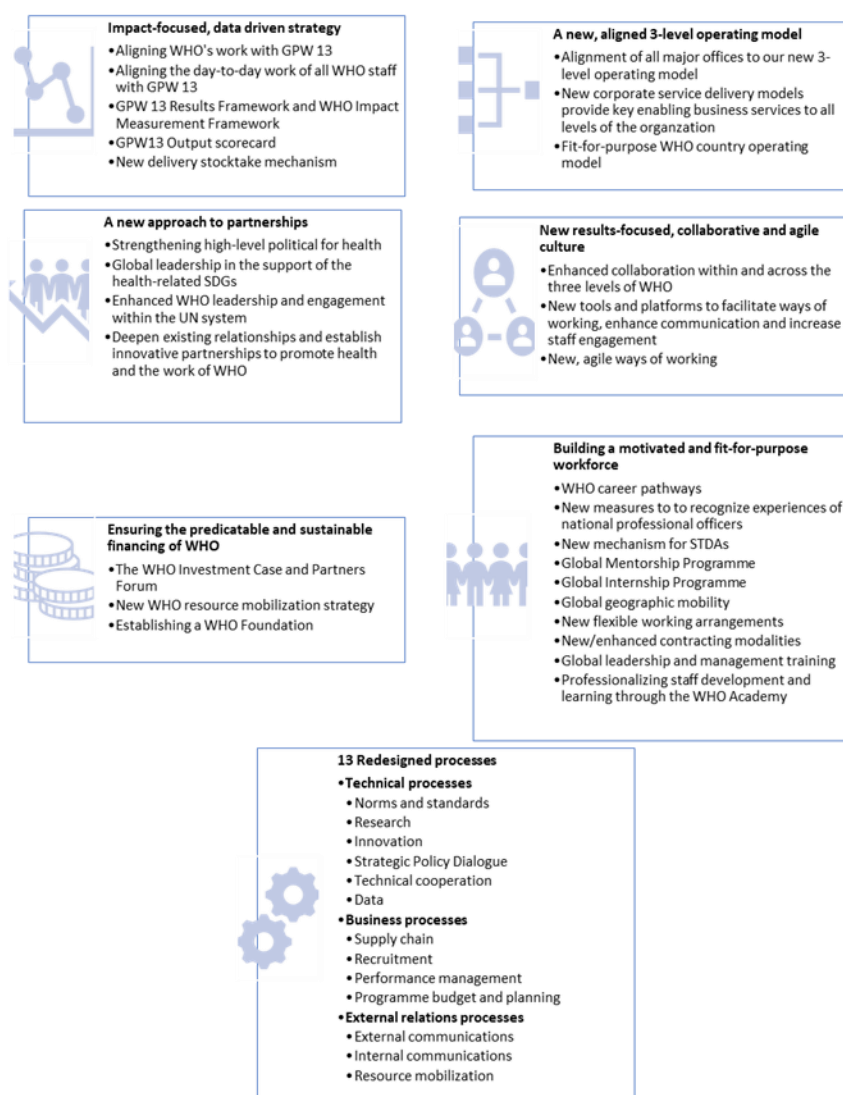 Impact-focused, data driven strategy
•Aligning WHO's work with GPW 13
•Aligning the day-to-day work of all WHO staff
with GPW 13
•GPW 13 Results Framework and WHO Impact
Measurement Framework
•GPW13 Output scorecard
•New delivery stocktake mechanism
A new, aligned 3-level operating model
•Alignment of all major offices to our new 3-
level operating model
•New corporate service delivery models
provide key enabling business services to all
levels of the organzation
•Fit-for-purpose WHO country operating
model
A new approach to partnerships
•Strengthening high-level political for health
•Global leadership in the support of the
health-related SDGs
•Enhanced WHO leadership and engagement
within the UN system
•Deepen existing relationships and establish
innovative partnerships to promote health
and the work of WHO
New results-focused, collaborative and agile
culture
•Enhanced collaboration within and across the
three levels of WHO
•New tools and platforms to facilitate ways of
working, enhance communication and increase
staff engagement
•New, agile ways of working
Ensuring the predicatable and sustainable
financing of WHO
•The WHO Investment Case and Partners
Forum
•New WHO resource mobilization strategy
•Establishing a WHO Foundation
Building a motivated and fit-for-purpose
workforce
•WHO career pathways
•New measures to to recognize experiences of
national professional officers
•New mechanism for STDAs
•Global Mentorship Programme
•Global Internship Programme
•Global geographic mobility
•New flexible working arrangements
•New/enhanced contracting modalities
•Global leadership and management training
•Professionalizing staff development and
learning through the WHO Academy
13 Redesigned processes
•Technical processes
•Norms and standards
•Research
•Innovation
•Strategic Policy Dialogue
•Technical cooperation
•Data
•Business processes
•Supply chain
•Recruitment
•Performance management
•Programme budget and planning
•External relations processes
•External communications
•Internal communications
•Resource mobilization